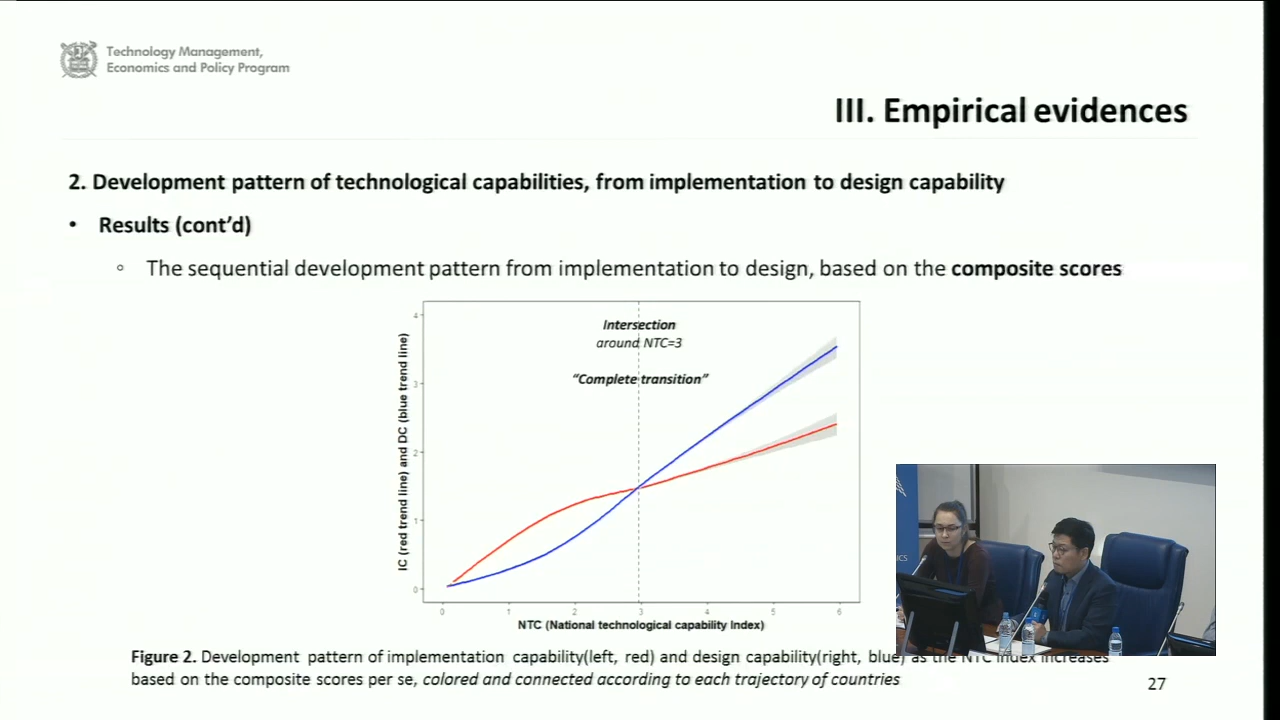 Technology Management,
Economics and Policy Program
III. Empirical evidences
2. Development pattern of technological capabilities, from implementation to design capability
• Results (cont'd)
◦ The sequential development pattern from implementation to design, based on the composite scores
Intersection
around NTC=3
"Complete transition"
IC (red trend line) and DC (blue trend line)
4
3
2
1
0
0 1 2 3 4 5 6
NTC (National technological capability Index)
ICS
Figure 2. Development pattern of implementation capability(left, red) and design capability(right, blue) as the NTC index increases
based on the composite scores per se, colored and connected according to each trajectory of countries
27